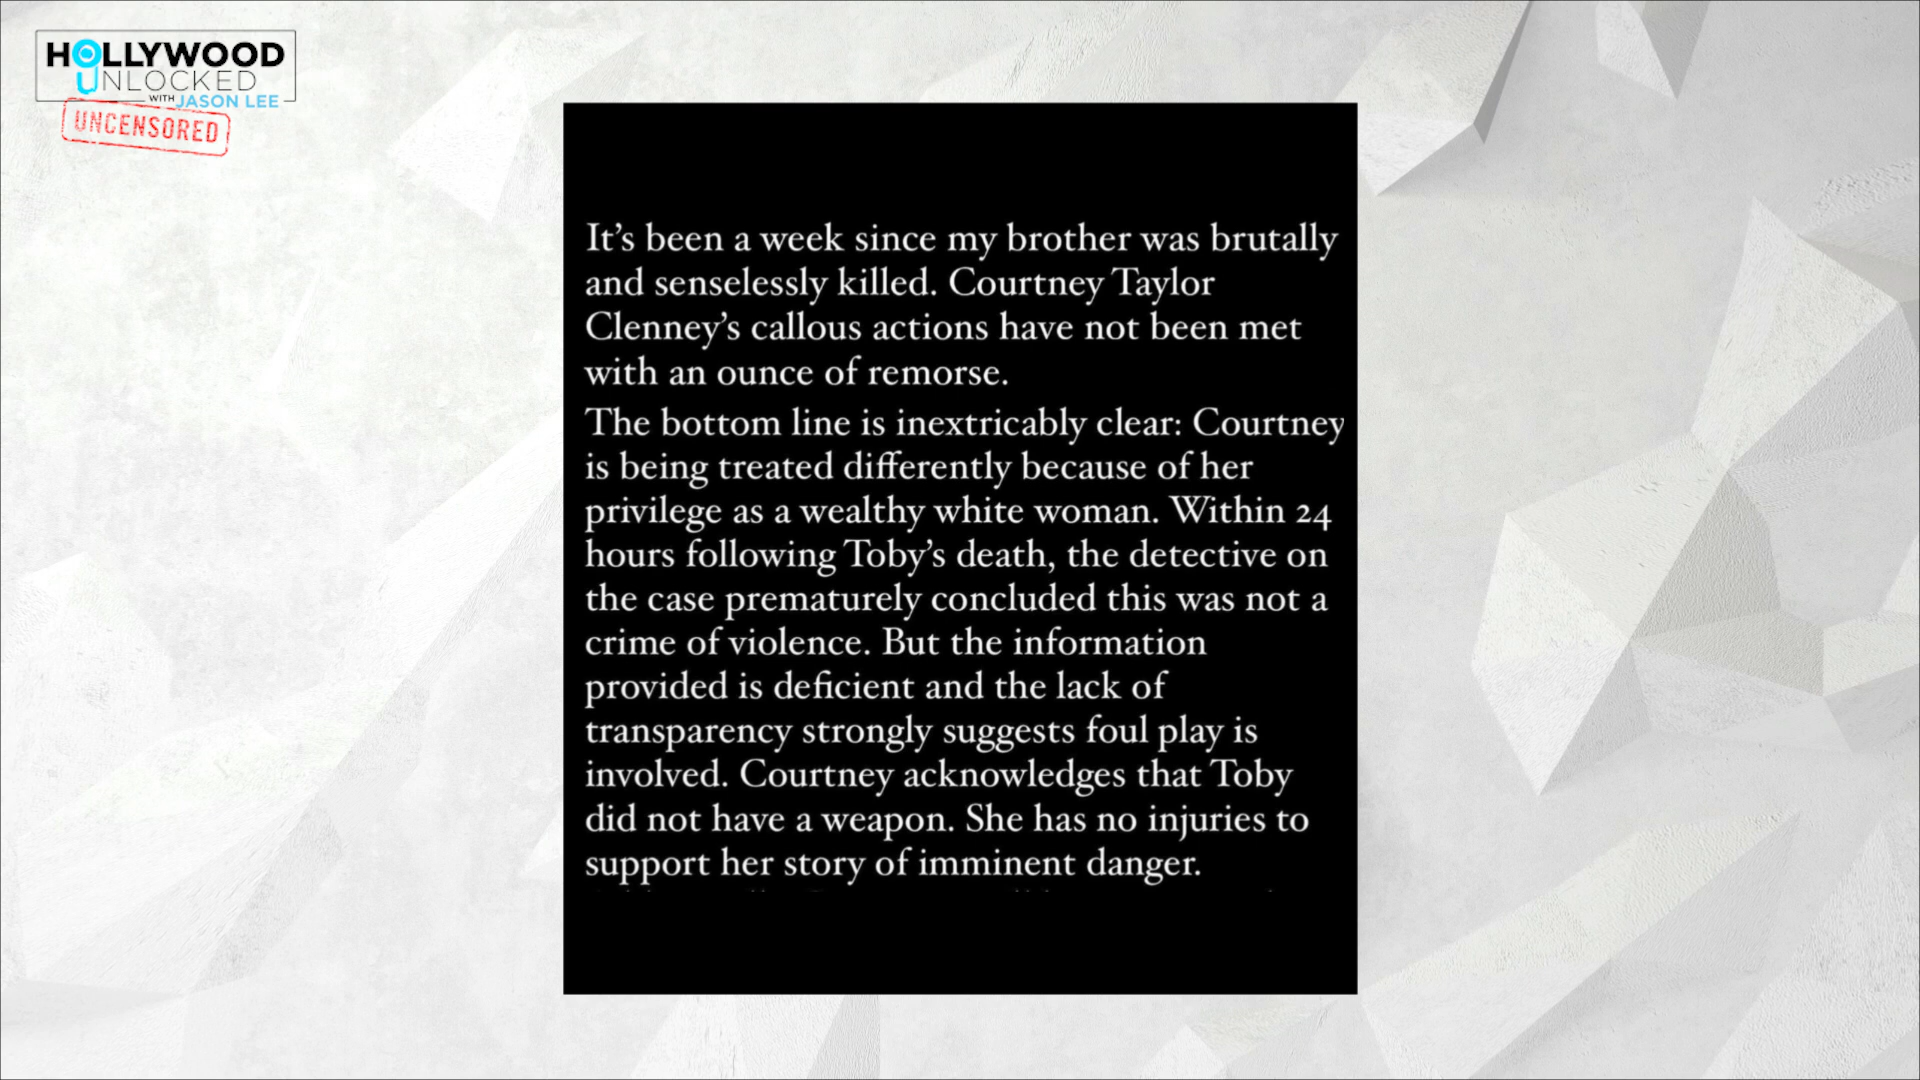 HOLLYWOOD
UNLOCKED
WITH JASON LEE
UNCENSORED
It's been a week since my brother was brutally
and senselessly killed. Courtney Taylor
Clenney's callous actions have not been met
with an ounce of remorse.
The bottom line is inextricably clear: Courtney
is being treated differently because of her
privilege as a wealthy white woman. Within 24
hours following Toby's death, the detective on
the case prematurely concluded this was not a
crime of violence. But the information
provided is deficient and the lack of
transparency strongly suggests foul play is
involved. Courtney acknowledges that Toby
did not have a weapon. She has no injuries to
support her story of imminent danger.